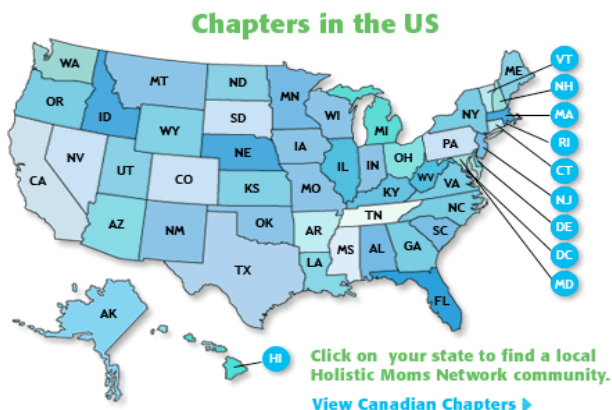 Chapters in the US
WA
MT
ND
MN
ME
VT
NH
MA
RI
CT
NJ
DE
DC
MD
OR
ID
WY
SD
WI
MI
NY
NV
UT
CO
NE
IA
IL
IN
OH
PA
CA
KS
MO
KY
WV
VA
AZ
NM
OK
AR
TN
NC
SC
TX
LA
MS
AL
GA
FL
AK
HI
Click on your state to find a local
Holistic Moms Network community.
View Canadian Chapters